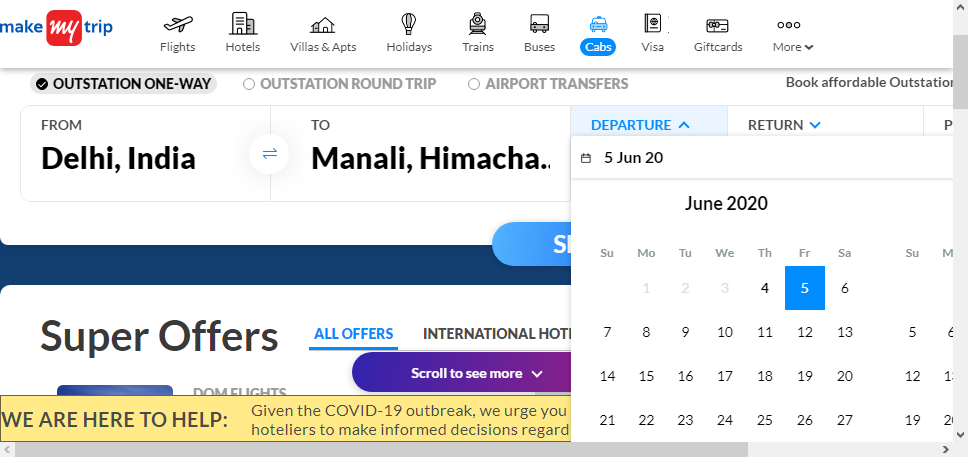 make my trip
Flights Hotels Villas & Apts Holidays Trains Buses Cabs Visa Giftcards More
OUTSTATION ONE-WAY OUTSTATION ROUND TRIP AIRPORT TRANSFERS Book affordable Outstation
FROM TO DEPARTURE RETURN P
Delhi, India Manali, Himacha..
5 Jun 20
June 2020
Su Mo Tu We Th Fr Sa Su M
1 2 3 4 5 6
7 8 9 10 11 12 13 5 6
14 15 16 17 18 19 20 12
21 22 23 24 25 26 27 19
Super Offers ALL OFFERS INTERNATIONAL HOTE
Scroll to see more
DOM FLIGHTS
WE ARE HERE TO HELP: Given the COVID-19 outbreak, we urge you
hoteliers to make informed decisions regard